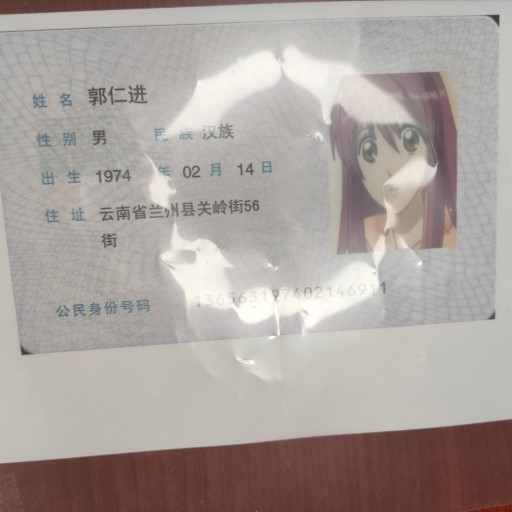 姓名 郭仁进
性别 男 民族 汉族
出生 1974 年 02 月 14 日
住址 云南省兰州县关岭街56
街
公民身份号码